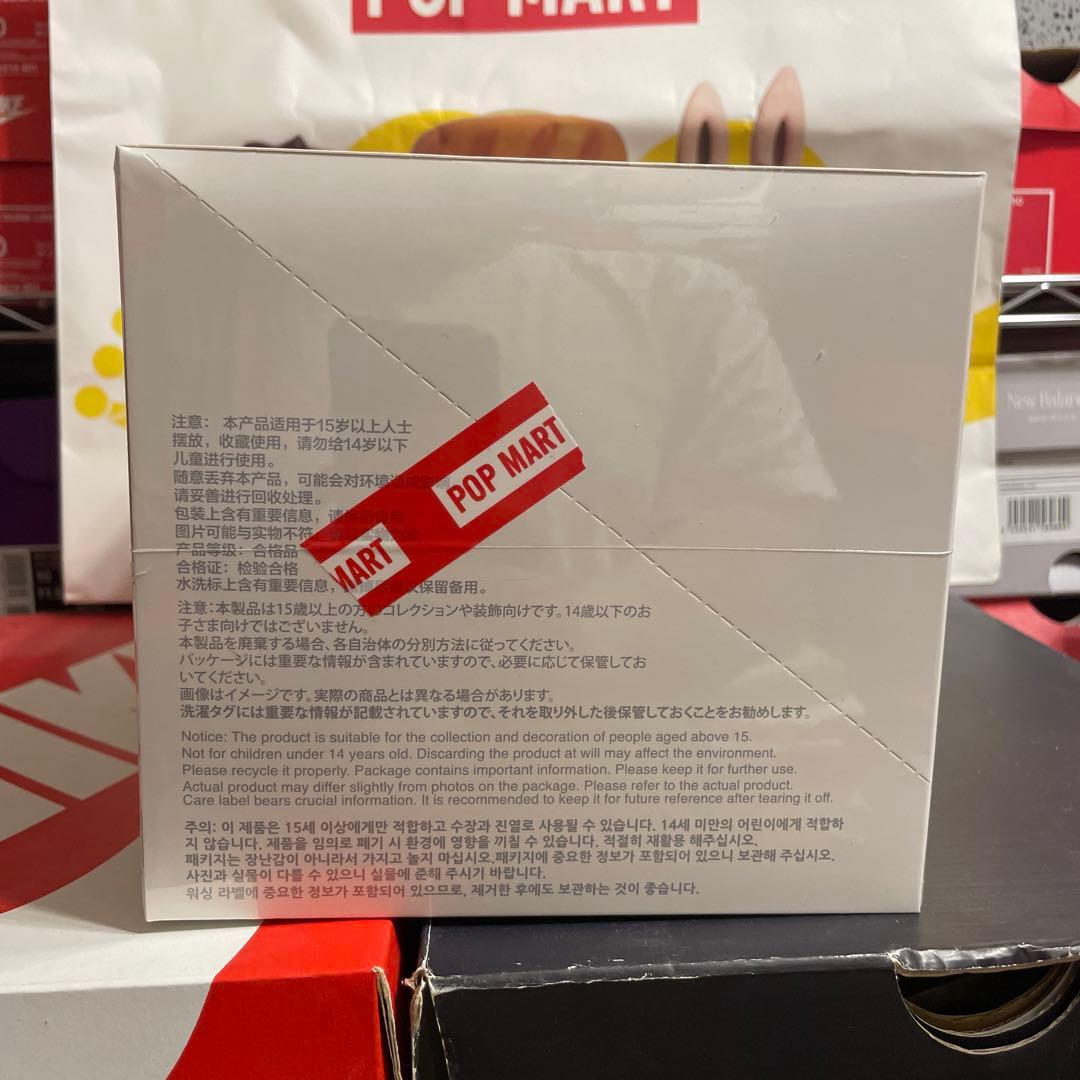 POP MART
注意： 本产品适用于15岁以上人士
摆放，收藏使用，请勿给14岁以下
儿童进行使用。
随意丢弃本产品，可能会对环境造成影响，
请妥善进行回收处理。
包装上含有重要信息，请保留备用
图片可能与实物不符，
产品等级：合格品
合格证：检验合格
水洗标上含有重要信息，保留备用。
POP MART
MART
注意：本製品は15歳以上の方のコレクションや装飾向けです。14歳以下のお
子さま向けではございません。
本製品を廃棄する場合、各自治体の分別方法に従ってください。
パッケージには重要な情報が含まれていますので、必要に応じて保管してお
いてください。
画像はイメージです。実際の商品とは異なる場合があります。
洗濯タグには重要な情報が記載されていますので、それを取り外した後保管しておくことをお勧めします。
Notice: The product is suitable for the collection and decoration of people aged above 15.
Not for children under 14 years old. Discarding the product at will may affect the environment.
Please recycle it properly. Package contains important information. Please keep it for further use.
Actual product may differ slightly from photos on the package. Please refer to the actual product.
Care label bears crucial information. It is recommended to keep it for future reference after tearing it off.
주의: 이 제품은 15세 이상에게만 적합하고 수장과 진열로 사용될 수 있습니다. 14세 미만의 어린이에게 적합하
지 않습니다. 제품을 임의로 폐기 시 환경에 영향을 끼칠 수 있습니다. 적절히 재활용 해주십시오.
패키지는 장난감이 아니라서 가지고 놀지 마십시오.패키지에 중요한 정보가 포함되어 있으니 보관해 주십시오.
사진과 실물이 다를 수 있으니 실물에 준해 주시기 바랍니다.
워싱 라벨에 중요한 정보가 포함되어 있으므로, 제거한 후에도 보관하는 것이 좋습니다.
New Balance